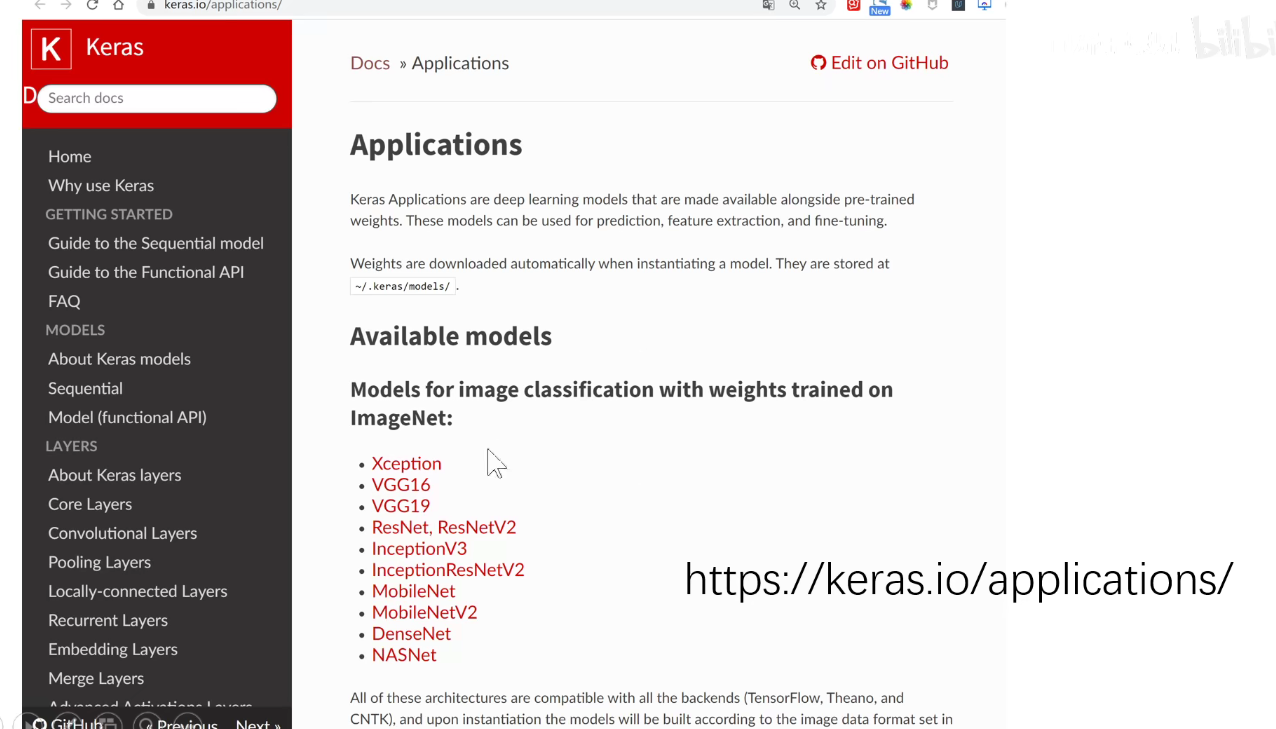 keras.io/applications/
New
bilibili
K Keras
D
Search docs
Home
Why use Keras
GETTING STARTED
Guide to the Sequential model
Guide to the Functional API
FAQ
MODELS
About Keras models
Sequential
Model (functional API)
LAYERS
About Keras layers
Core Layers
Convolutional Layers
Pooling Layers
Locally-connected Layers
Recurrent Layers
Embedding Layers
Merge Layers
Advanced Activations Layers
GitHub « Previous Next »
Docs » Applications
Edit on GitHub
Applications
Keras Applications are deep learning models that are made available alongside pre-trained
weights. These models can be used for prediction, feature extraction, and fine-tuning.
Weights are downloaded automatically when instantiating a model. They are stored at
~/.keras/models/ .
Available models
Models for image classification with weights trained on
ImageNet:
• Xception
• VGG16
• VGG19
• ResNet, ResNetV2
• InceptionV3
• InceptionResNetV2
• MobileNet
• MobileNetV2
• DenseNet
• NASNet
All of these architectures are compatible with all the backends (TensorFlow, Theano, and
CNTK), and upon instantiation the models will be built according to the image data format set in
https://keras.io/applications/